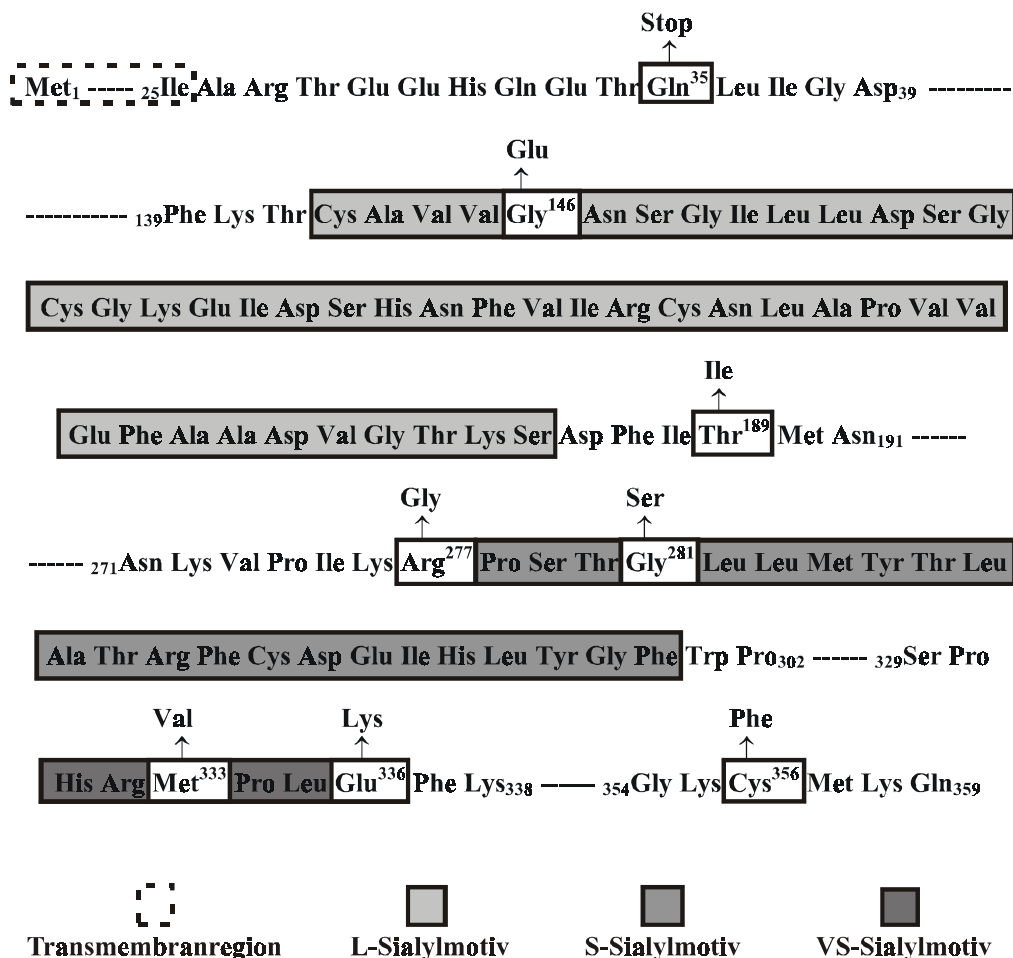 Stop
Met1 ----- 25Ile Ala Arg Thr Glu Glu His Gln Glu Thr Gln35 Leu Ile Gly Asp39 ---------
Glu
----------- 139Phe Lys Thr Cys Ala Val Val Gly146 Asn Ser Gly Ile Leu Leu Asp Ser Gly
Cys Gly Lys Glu Ile Asp Ser His Asn Phe Val Ile Arg Cys Asn Leu Ala Pro Val Val
Ile
Glu Phe Ala Ala Asp Val Gly Thr Lys Ser Asp Phe Ile Thr189 Met Asn191 ------
Gly Ser
------ 271Asn Lys Val Pro Ile Lys Arg277 Pro Ser Thr Gly281 Leu Leu Met Tyr Thr Leu
Ala Thr Arg Phe Cys Asp Glu Ile His Leu Tyr Gly Phe Trp Pro302 ------ 329Ser Pro
Val Lys Phe
His Arg Met333 Pro Leu Glu336 Phe Lys338 ------ 354Gly Lys Cys356 Met Lys Gln359
Transmembranregion L-Sialylmotiv S-Sialylmotiv VS-Sialylmotiv